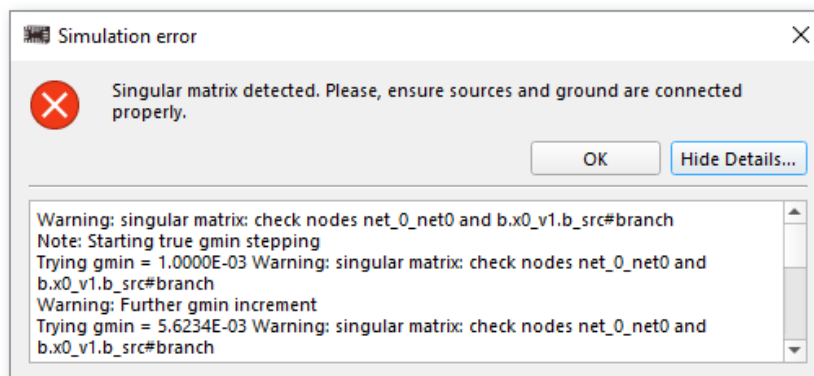 Simulation error
Singular matrix detected. Please, ensure sources and ground are connected
properly.
OK
Hide Details...
Warning: singular matrix: check nodes net_0_net0 and b.x0_v1.b_src#branch
Note: Starting true gmin stepping
Trying gmin = 1.0000E-03 Warning: singular matrix: check nodes net_0_net0 and
b.x0_v1.b_src#branch
Warning: Further gmin increment
Trying gmin = 5.6234E-03 Warning: singular matrix: check nodes net_0_net0 and
b.x0_v1.b_src#branch